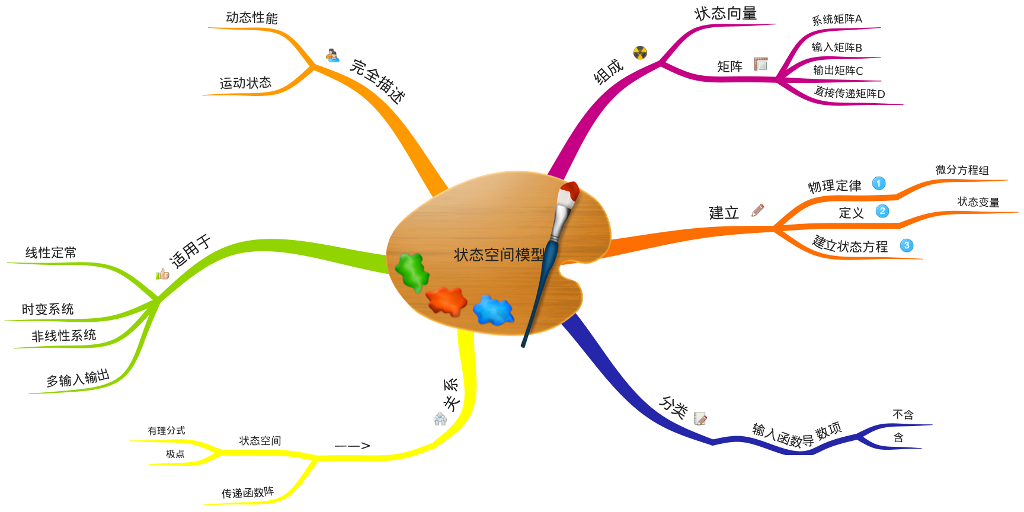 状态空间模型
完全描述
动态性能
运动状态
组成
状态向量
矩阵
系统矩阵A
输入矩阵B
输出矩阵C
直接传递矩阵D
建立
物理定律 1
微分方程组
定义 2
状态变量
建立状态方程 3
分类
输入函数导 数项
不含
含
关系
——>
状态空间
有理分式
极点
传递函数阵
适用于
线性定常
时变系统
非线性系统
多输入输出